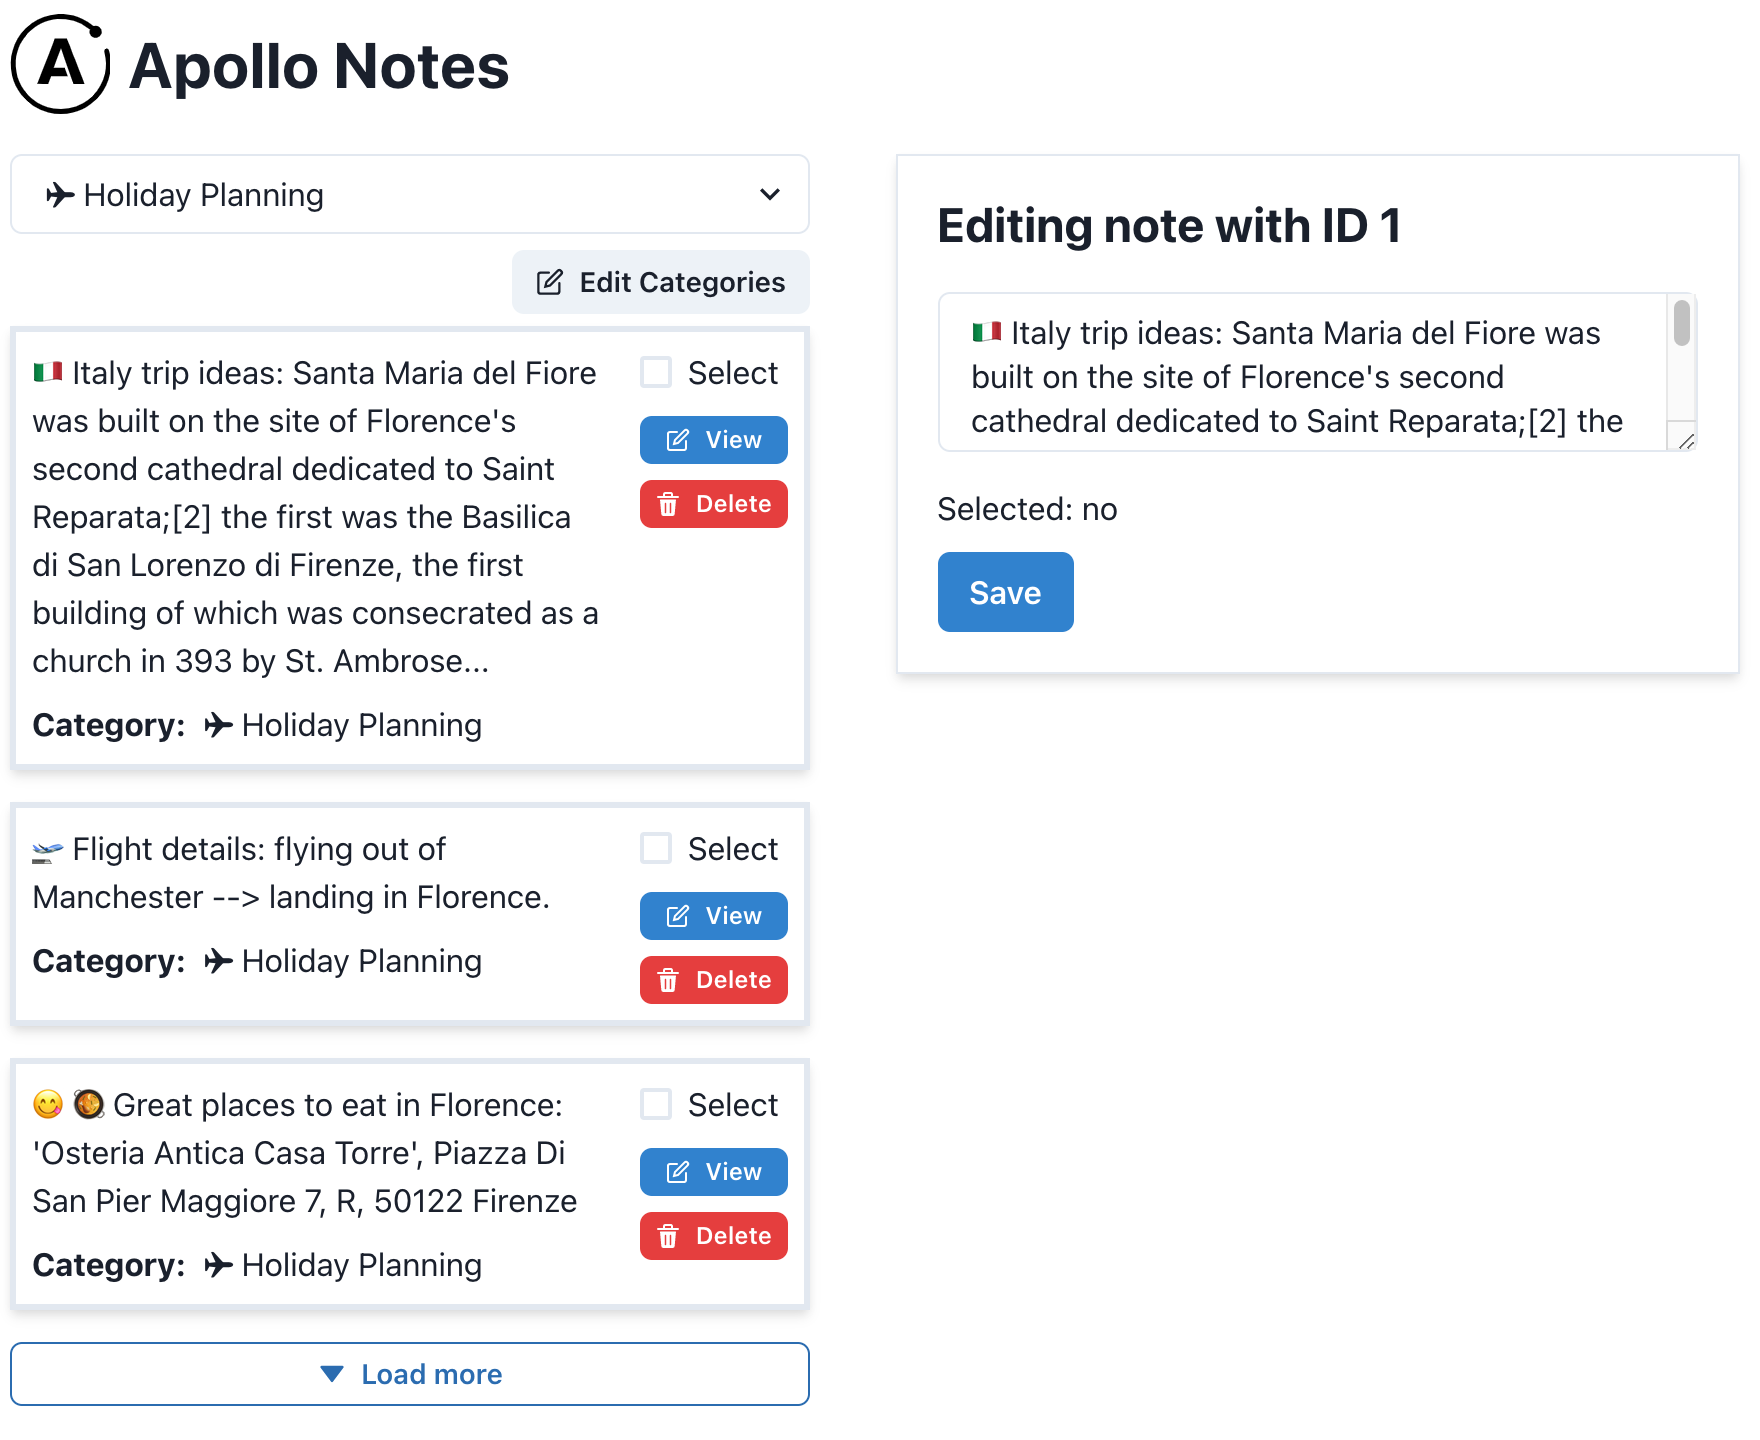 A Apollo Notes
✈ Holiday Planning
Edit Categories
🇮🇹 Italy trip ideas: Santa Maria del Fiore
was built on the site of Florence's
second cathedral dedicated to Saint
Reparata;[2] the first was the Basilica
di San Lorenzo di Firenze, the first
building of which was consecrated as a
church in 393 by St. Ambrose...
Category: ✈ Holiday Planning
Select
View
Delete
🛫 Flight details: flying out of
Manchester --> landing in Florence.
Category: ✈ Holiday Planning
Select
View
Delete
😋 🥘 Great places to eat in Florence:
'Osteria Antica Casa Torre', Piazza Di
San Pier Maggiore 7, R, 50122 Firenze
Category: ✈ Holiday Planning
Select
View
Delete
Load more
Editing note with ID 1
🇮🇹 Italy trip ideas: Santa Maria del Fiore was
built on the site of Florence's second
cathedral dedicated to Saint Reparata;[2] the
Selected: no
Save